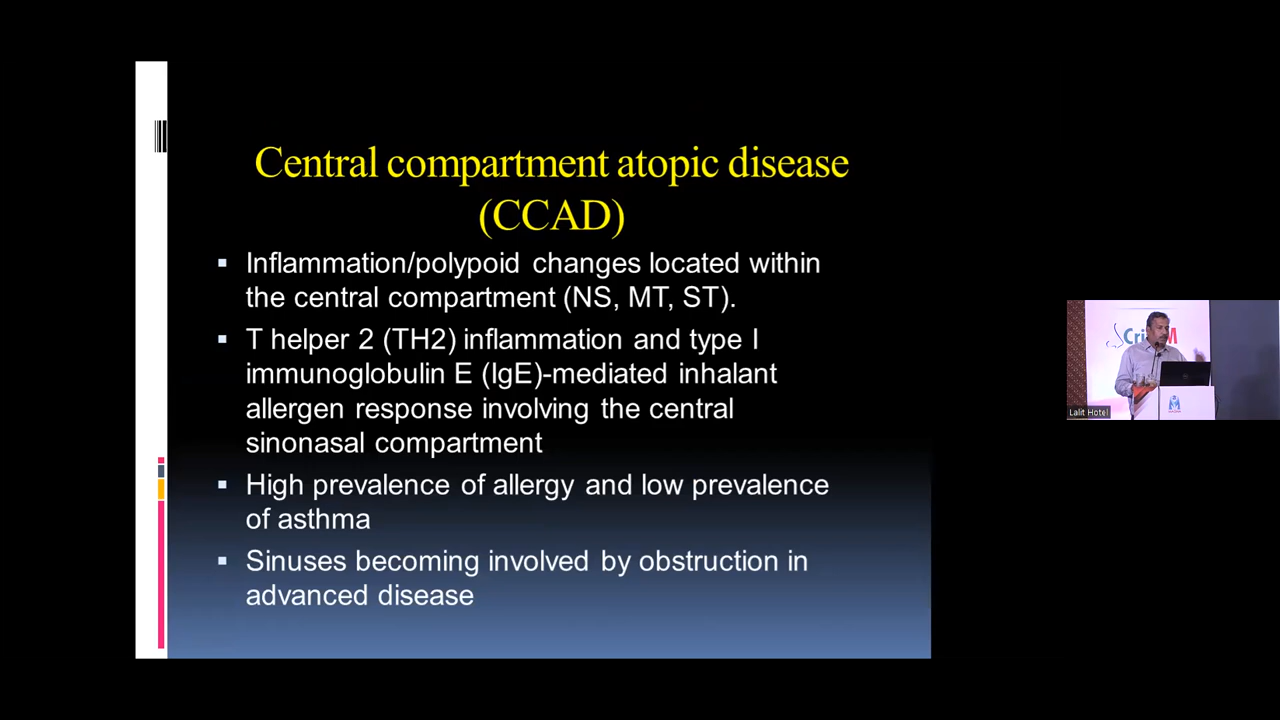 Central compartment atopic disease
(CCAD)
Inflammation/polypoid changes located within
the central compartment (NS, MT, ST).
T helper 2 (TH2) inflammation and type I
immunoglobulin E (IgE)-mediated inhalant
allergen response involving the central
sinonasal compartment
High prevalence of allergy and low prevalence
of asthma
Sinuses becoming involved by obstruction in
advanced disease
Lalit Hotel